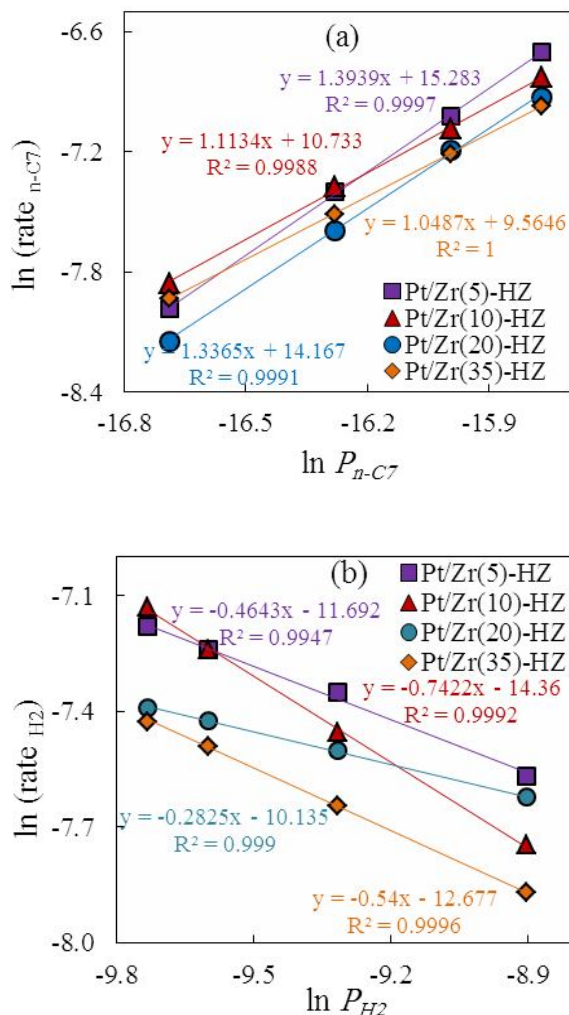 (a)
-6.6
-7.2
-7.8
-8.4
ln (rate n-C7)
y = 1.3939x + 15.283
R² = 0.9997
y = 1.1134x + 10.733
R² = 0.9988
y = 1.0487x + 9.5646
R² = 1
y = 1.3365x + 14.167
R² = 0.9991
Pt/Zr(5)-HZ
Pt/Zr(10)-HZ
Pt/Zr(20)-HZ
Pt/Zr(35)-HZ
-16.8
-16.5
-16.2
-15.9
ln P n-C7
(b)
-7.1
-7.4
-7.7
-8.0
ln (rate H2)
Pt/Zr(5)-HZ
Pt/Zr(10)-HZ
Pt/Zr(20)-HZ
Pt/Zr(35)-HZ
y = -0.4643x - 11.692
R² = 0.9947
y = -0.7422x - 14.36
R² = 0.9992
y = -0.2825x - 10.135
R² = 0.999
y = -0.54x - 12.677
R² = 0.9996
-9.8
-9.5
-9.2
-8.9
ln P H2